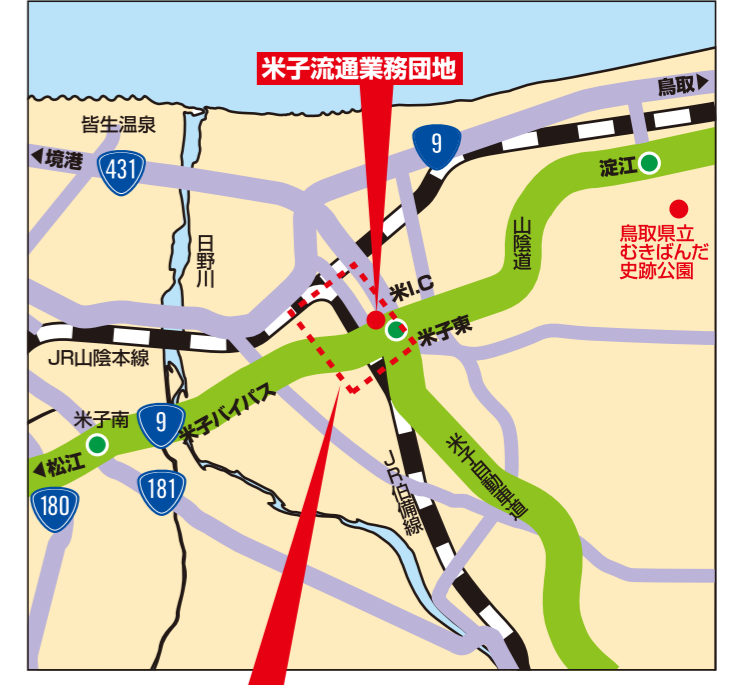 米子流通業務団地
鳥取
9
皆生温泉
境港
431
淀江
鳥取県立
むきばんだ
史跡公園
日野川
山陰道
米I.C
米子東
JR山陰本線
米子南
9
米子バイパス
松江
180
181
JR伯備線
米子自動車道